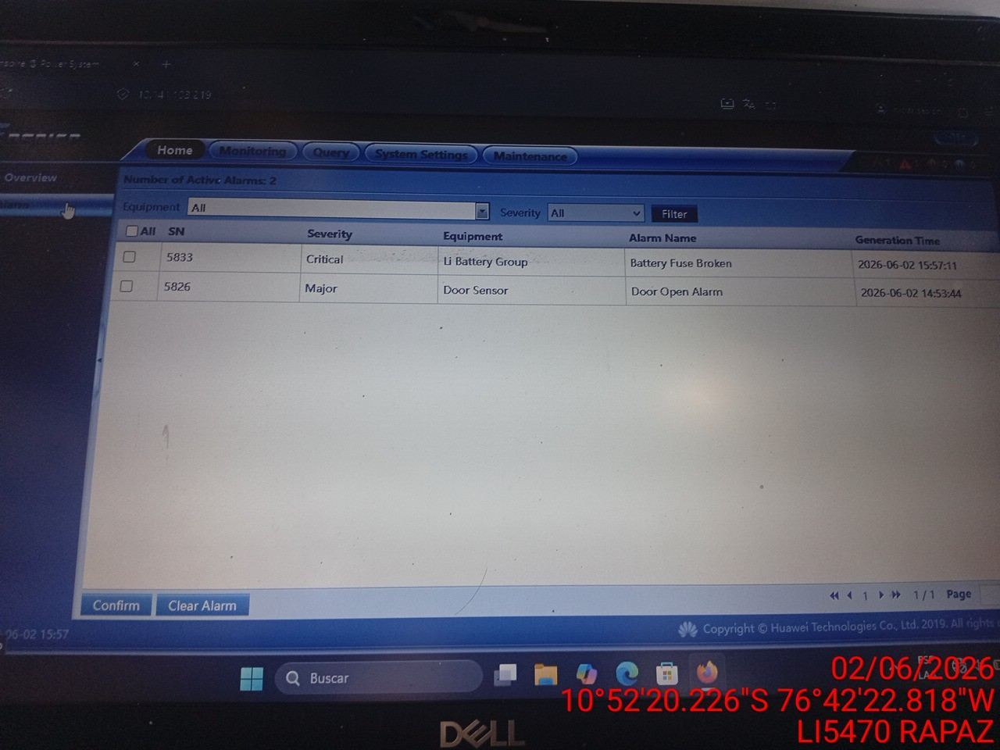 Power System
Home Monitoring Query System Settings Maintenance
Overview
Number of Active Alarms: 2
Equipment All Severity All Filter
All SN Severity Equipment Alarm Name Generation Time
5833 Critical Li Battery Group Battery Fuse Broken 2026-06-02 15:57:11
5826 Major Door Sensor Door Open Alarm 2026-06-02 14:53:44
Confirm Clear Alarm
1 1 / 1 Page
06-02 15:57
Copyright © Huawei Technologies Co., Ltd. 2019. All rights
Buscar
ESP
LA
02/06/2026
10°52'20.226"S 76°42'22.818"W
LI5470 RAPAZ
DELL